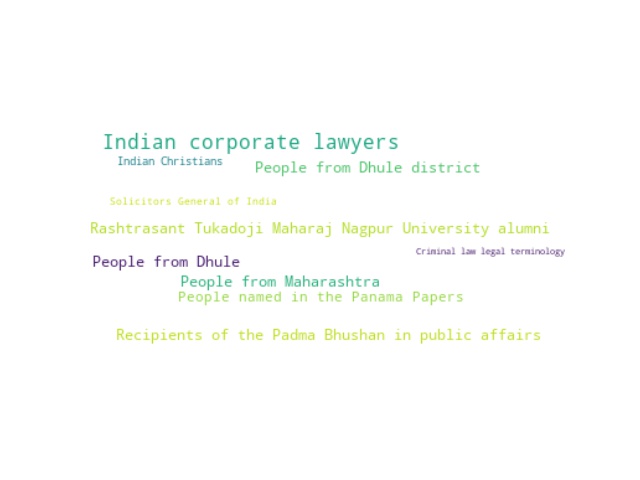 Indian corporate lawyers
Indian Christians
People from Dhule district
Solicitors General of India
Rashtrasant Tukadoji Maharaj Nagpur University alumni
Criminal law legal terminology
People from Dhule
People from Maharashtra
People named in the Panama Papers
Recipients of the Padma Bhushan in public affairs